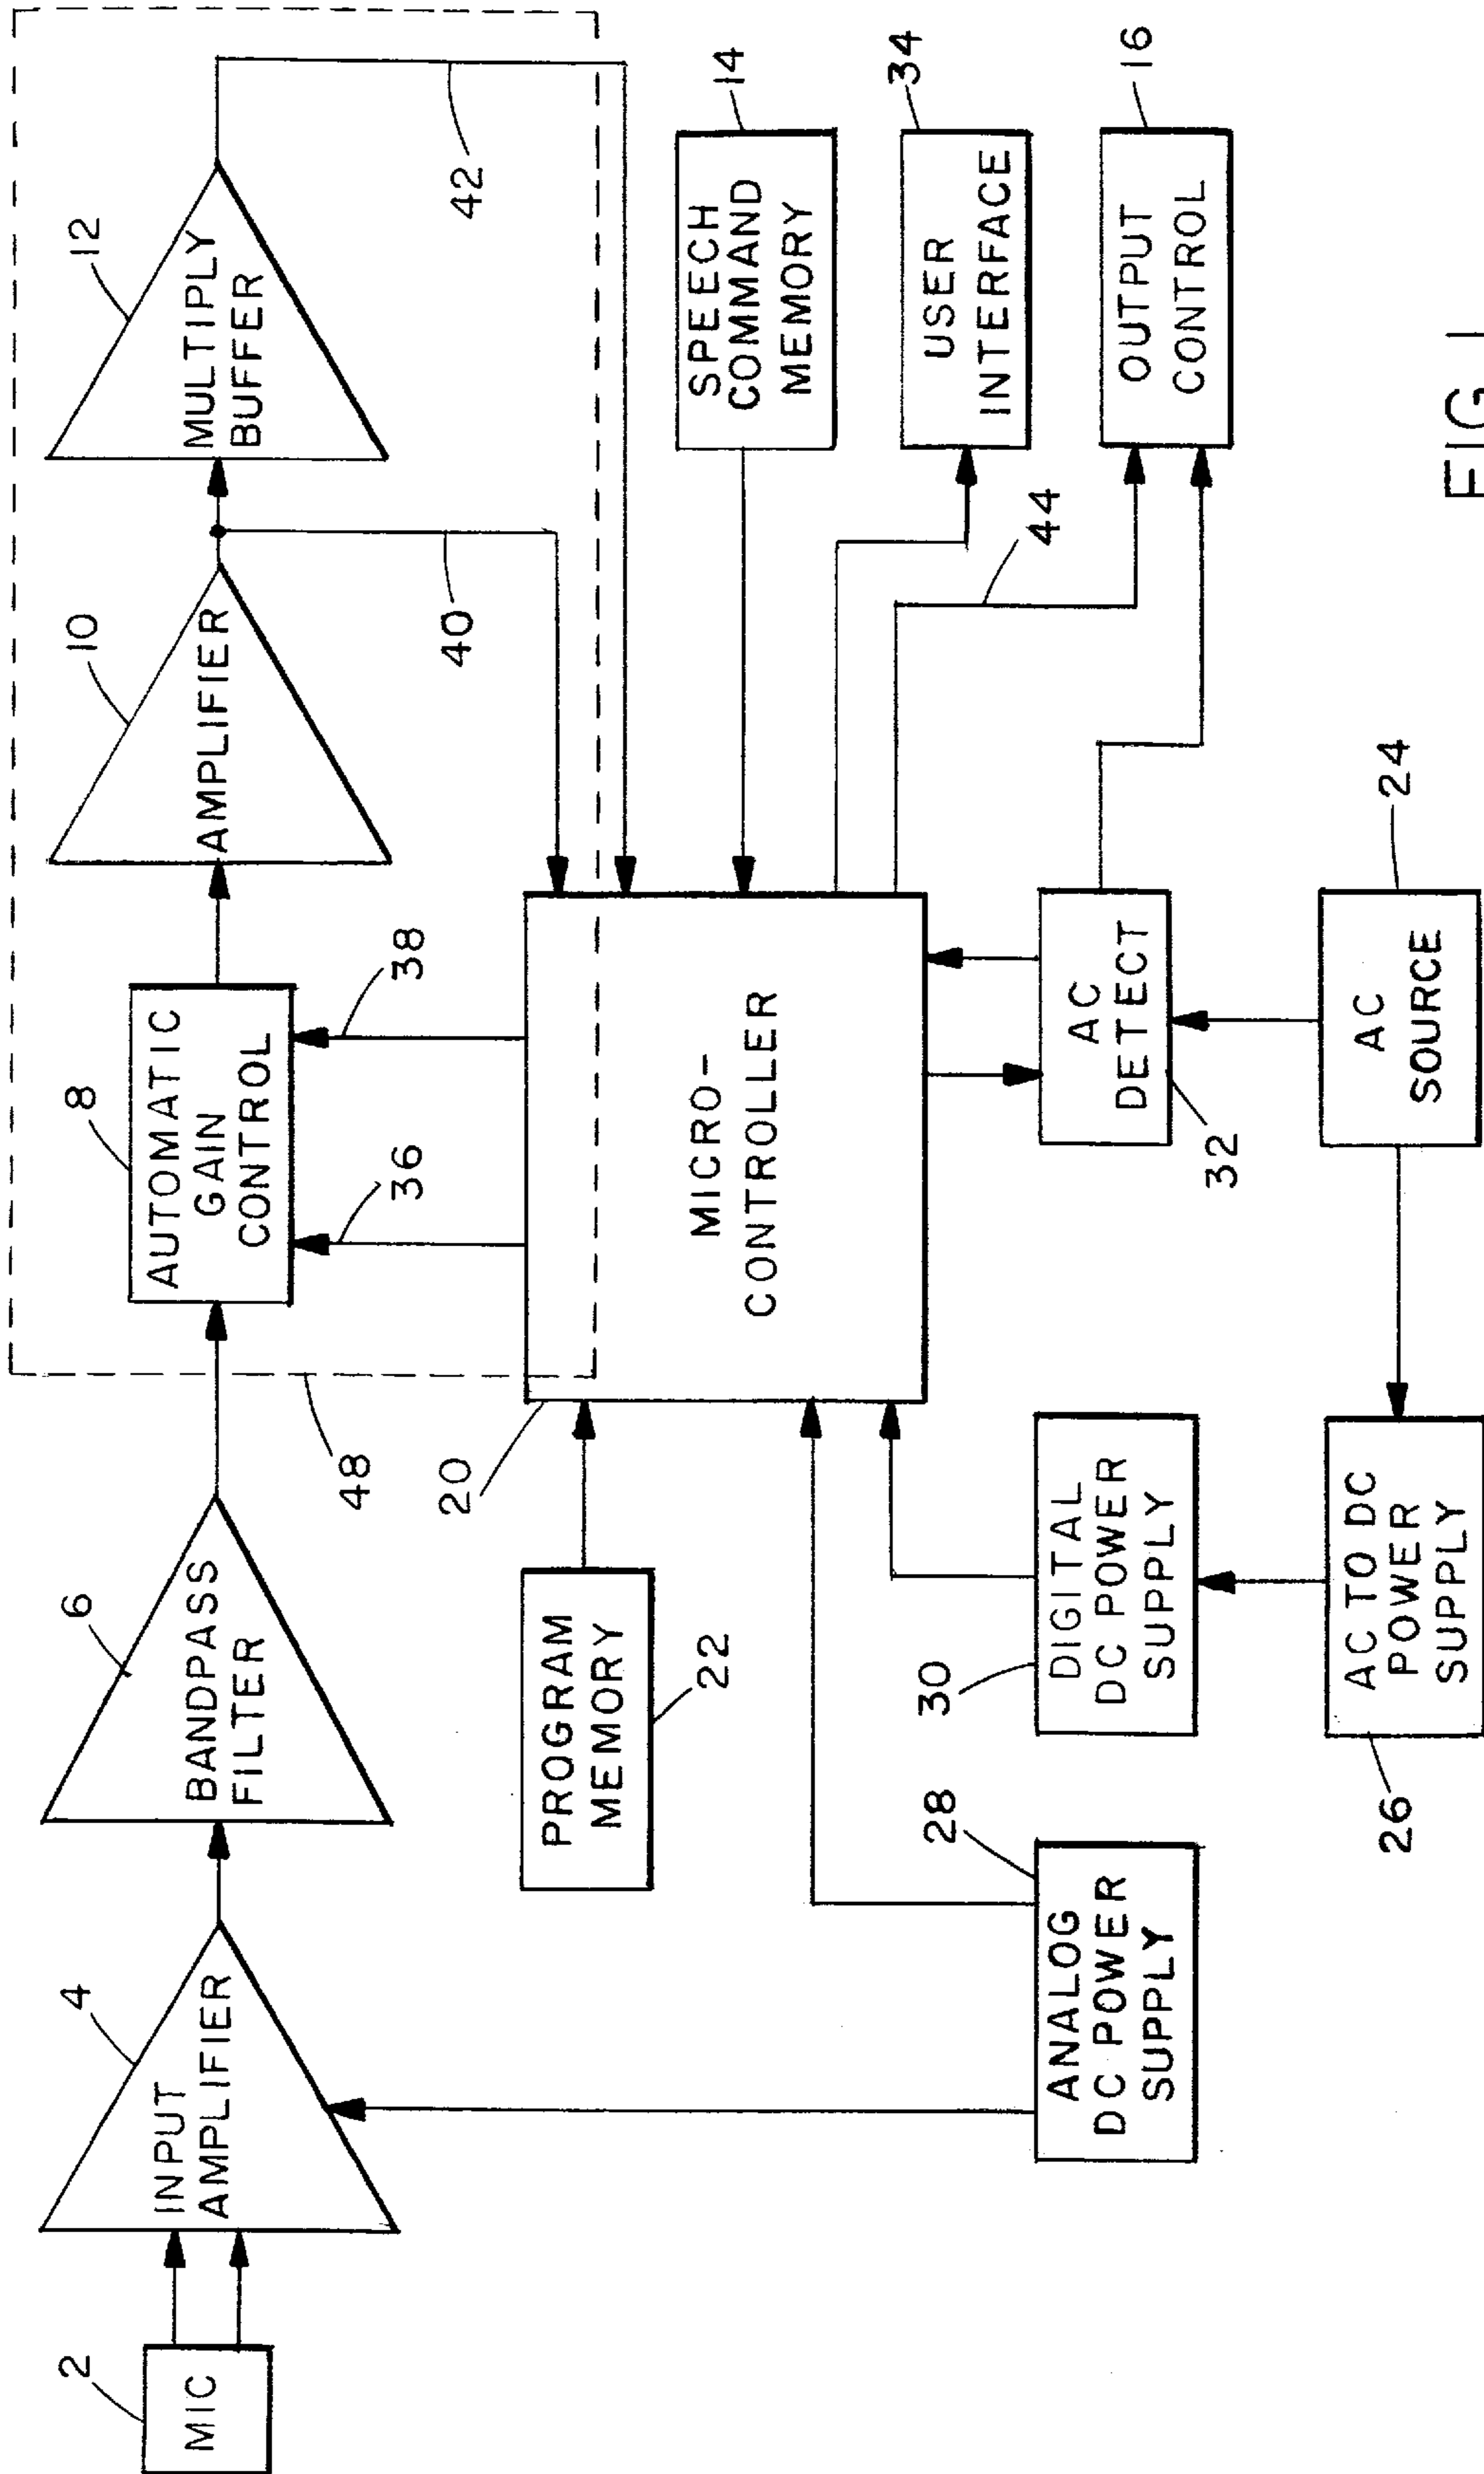 2
MIC
4
INPUT
AMPLIFIER
6
BANDPASS
FILTER
8
AUTOMATIC
GAIN
CONTROL
10
AMPLIFIER
12
MULTIPLY
BUFFER
48
36
38
40
42
20
MICRO-
CONTROLLER
PROGRAM
MEMORY
22
SPEECH
COMMAND
MEMORY
14
USER
INTERFACE
34
44
OUTPUT
CONTROL
16
28
ANALOG
DC POWER
SUPPLY
30
DIGITAL
DC POWER
SUPPLY
AC
DETECT
32
26
AC TO DC
POWER
SUPPLY
AC
SOURCE
24
FIG. 1